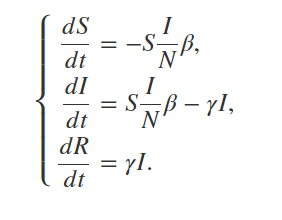 dS/dt = −S I/N β,
dI/dt = S I/N β − γI,
dR/dt = γI.